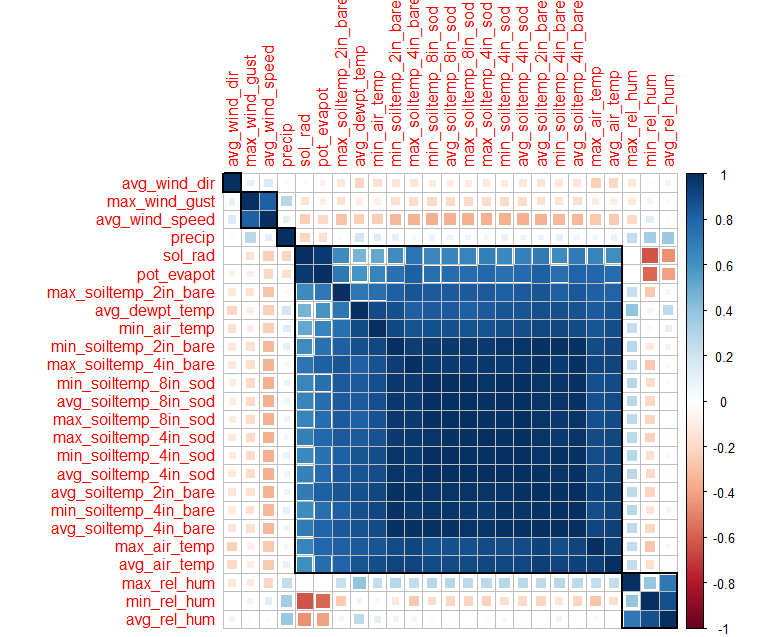 avg_wind_dir
max_wind_gust
avg_wind_speed
precip
sol_rad
pot_evapot
max_soiltemp_2in_bare
avg_dewpt_temp
min_air_temp
min_soiltemp_2in_bare
max_soiltemp_4in_bare
min_soiltemp_8in_sod
avg_soiltemp_8in_sod
max_soiltemp_8in_sod
max_soiltemp_4in_sod
min_soiltemp_4in_sod
avg_soiltemp_4in_sod
avg_soiltemp_2in_bare
min_soiltemp_4in_bare
avg_soiltemp_4in_bare
max_air_temp
avg_air_temp
max_rel_hum
min_rel_hum
avg_rel_hum
avg_wind_dir
max_wind_gust
avg_wind_speed
precip
sol_rad
pot_evapot
max_soiltemp_2in_bare
avg_dewpt_temp
min_air_temp
min_soiltemp_2in_bare
max_soiltemp_4in_bare
min_soiltemp_8in_sod
avg_soiltemp_8in_sod
max_soiltemp_8in_sod
max_soiltemp_4in_sod
min_soiltemp_4in_sod
avg_soiltemp_4in_sod
avg_soiltemp_2in_bare
min_soiltemp_4in_bare
avg_soiltemp_4in_bare
max_air_temp
avg_air_temp
max_rel_hum
min_rel_hum
avg_rel_hum
1
0.8
0.6
0.4
0.2
0
-0.2
-0.4
-0.6
-0.8
-1